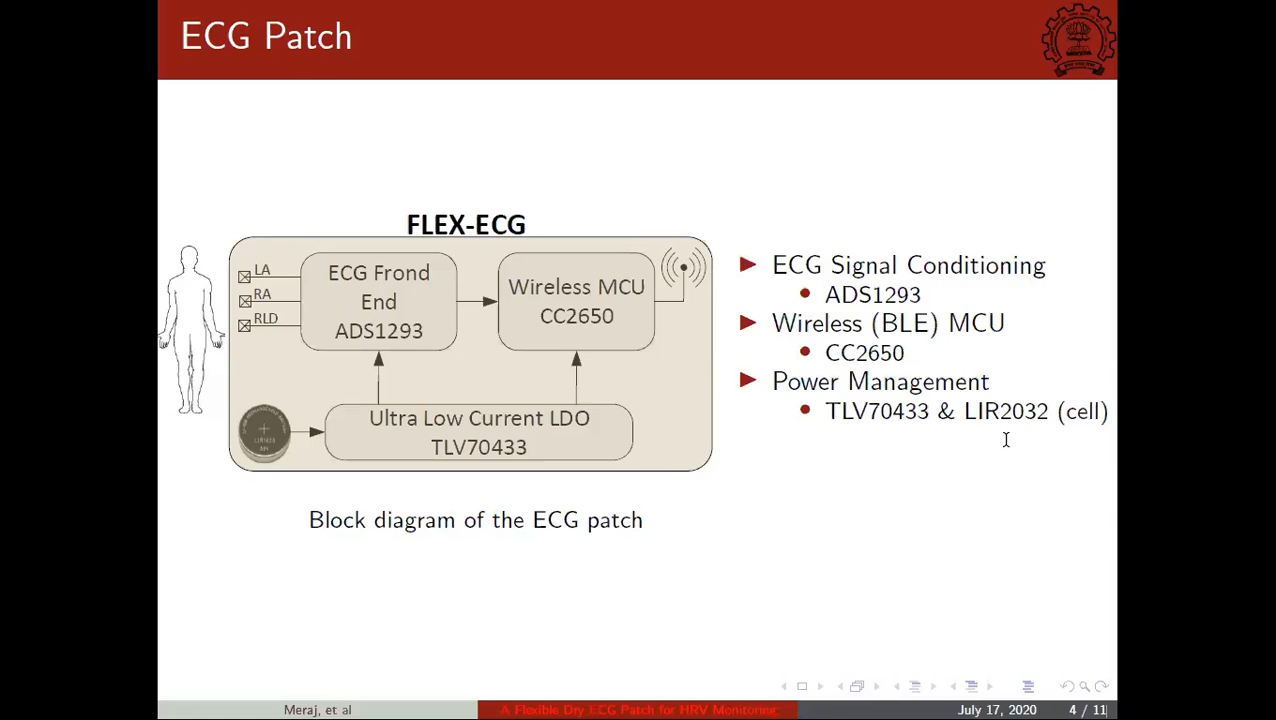 ECG Patch
FLEX-ECG
LA
RA
RLD
ECG Frond
End
ADS1293
Wireless MCU
CC2650
Ultra Low Current LDO
TLV70433
Block diagram of the ECG patch
ECG Signal Conditioning
ADS1293
Wireless (BLE) MCU
CC2650
Power Management
TLV70433 & LIR2032 (cell)
Meraj, et al
A Flexible Dry ECG Patch for HRV Monitoring
July 17, 2020
4 / 11